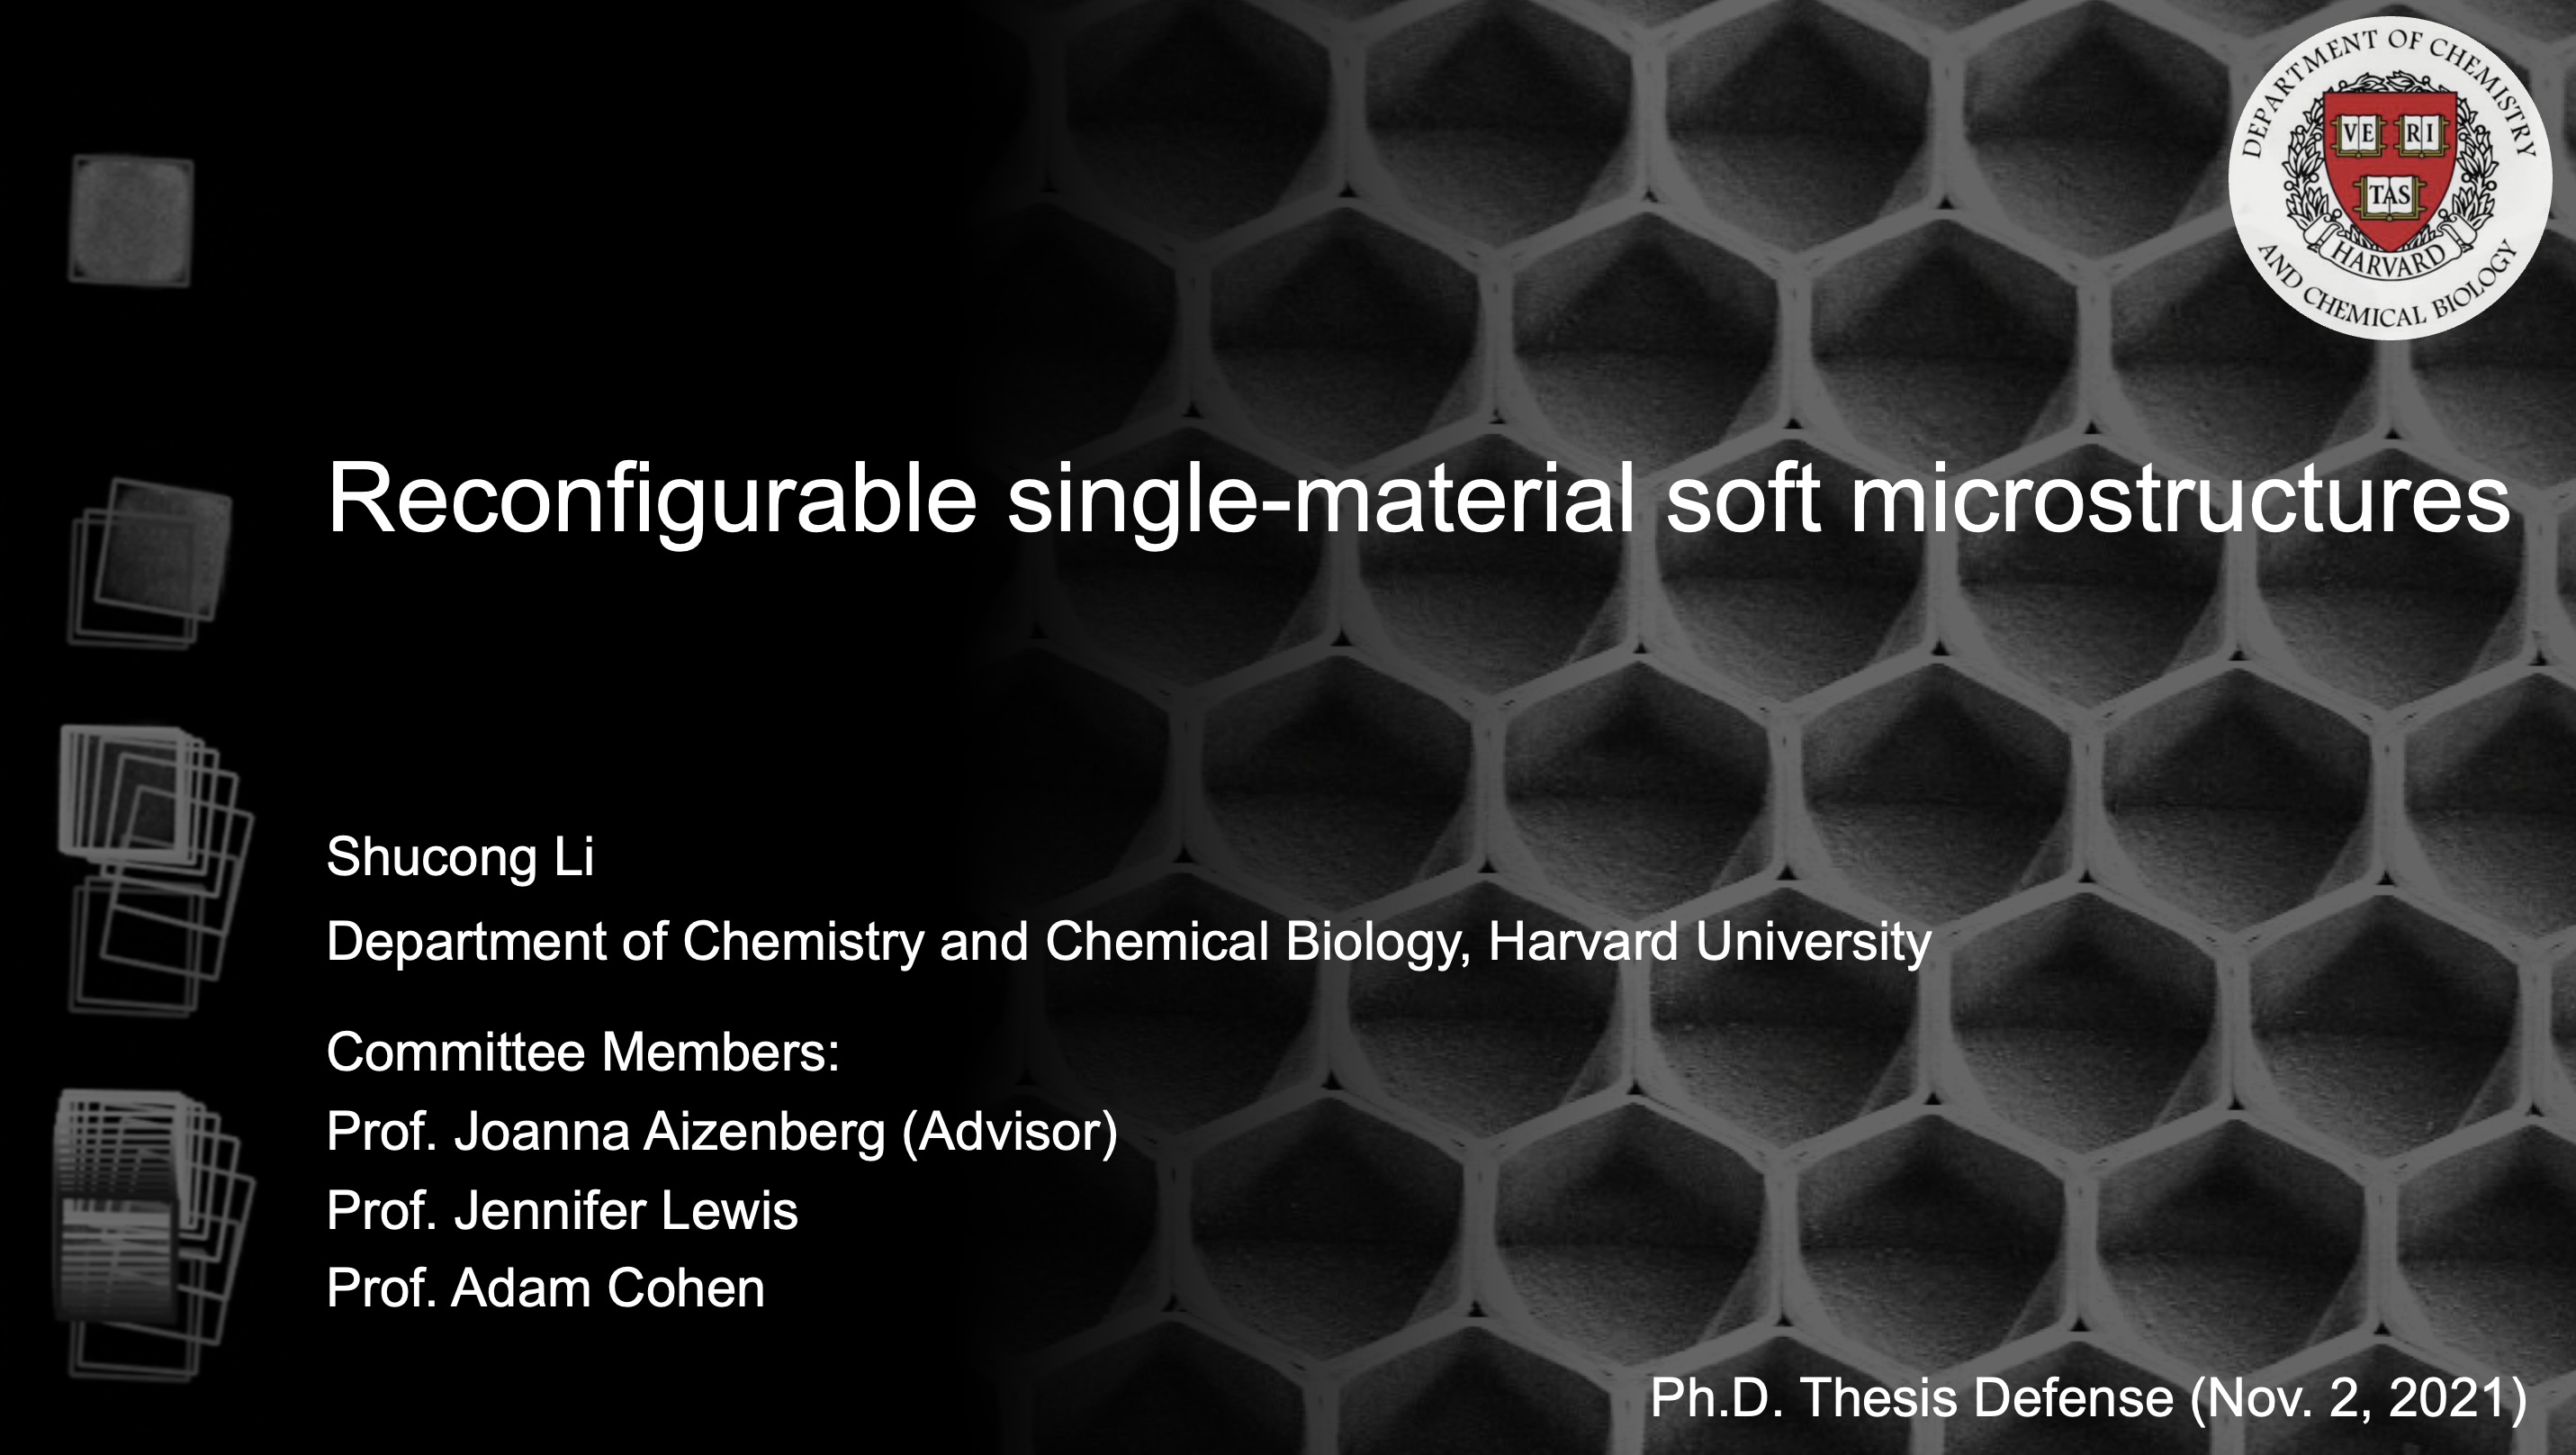 DEPARTMENT OF CHEMISTRY
VE RI
TAS
HARVARD
AND CHEMICAL BIOLOGY
Reconfigurable single-material soft microstructures
Shucong Li
Department of Chemistry and Chemical Biology, Harvard University
Committee Members:
Prof. Joanna Aizenberg (Advisor)
Prof. Jennifer Lewis
Prof. Adam Cohen
Ph.D. Thesis Defense (Nov. 2, 2021)